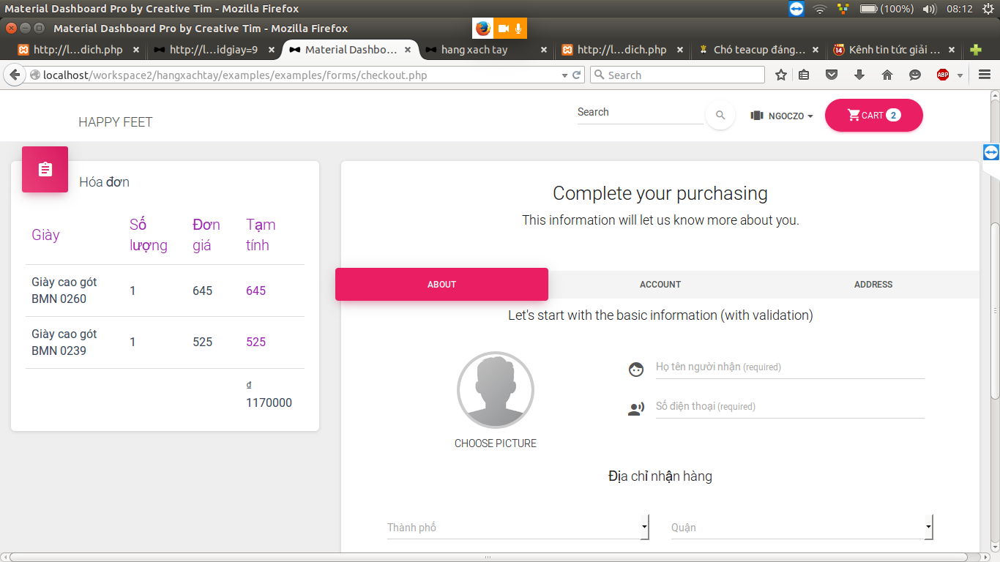 Material Dashboard Pro by Creative Tim - Mozilla Firefox
(100%)
08:12
Material Dashboard Pro by Creative Tim - Mozilla Firefox
http://l...dich.php
http://l...idgiay=9
Material Dashbo...
hang xach tay
http://l...dich.php
Chó teacup đáng...
14
Kênh tin tức giải ...
localhost/workspace2/hangxachtay/examples/examples/forms/checkout.php
Search
ABP
HAPPY FEET
Search
NGOCZO
CART 2
Hóa đơn
Giày
Số lượng
Đơn giá
Tạm tính
Giày cao gót BMN 0260
1
645
645
Giày cao gót BMN 0239
1
525
525
₫
1170000
Complete your purchasing
This information will let us know more about you.
ABOUT
ACCOUNT
ADDRESS
Let's start with the basic information (with validation)
CHOOSE PICTURE
Họ tên người nhận (required)
Số điện thoại (required)
Địa chỉ nhận hàng
Thành phố
Quận